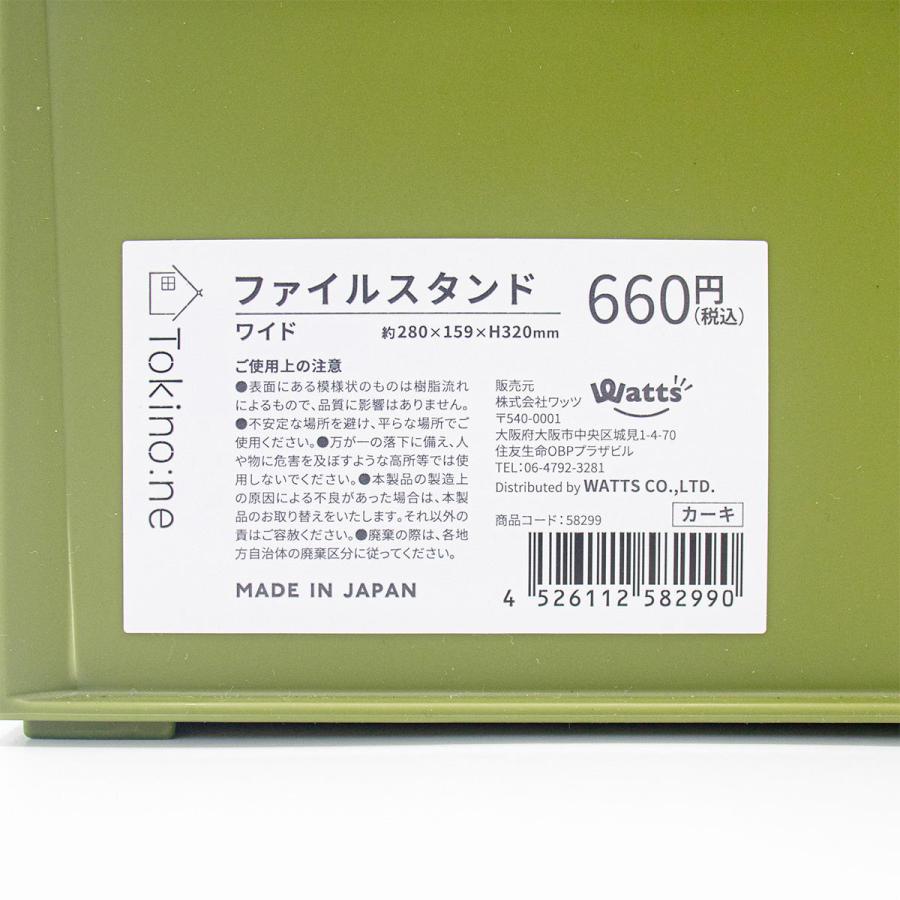 Tokino:ne
ファイルスタンド
ワイド 約280×159×H320mm
660円(税込)
ご使用上の注意
●表面にある模様状のものは樹脂流れ
によるもので、品質に影響はありません。
●不安定な場所を避け、平らな場所でご
使用ください。●万が一の落下に備え、人
や物に危害を及ぼすような高所等では使
用しないでください。●本製品の製造上
の原因による不良があった場合は、本製
品のお取り替えをいたします。それ以外の
責はご容赦ください。●廃棄の際は、各地
方自治体の廃棄区分に従ってください。
MADE IN JAPAN
販売元
株式会社ワッツ
Watts
〒540-0001
大阪府大阪市中央区城見1-4-70
住友生命OBPプラザビル
TEL:06-4792-3281
Distributed by WATTS CO.,LTD.
商品コード:58299
カーキ
4 526112 582990